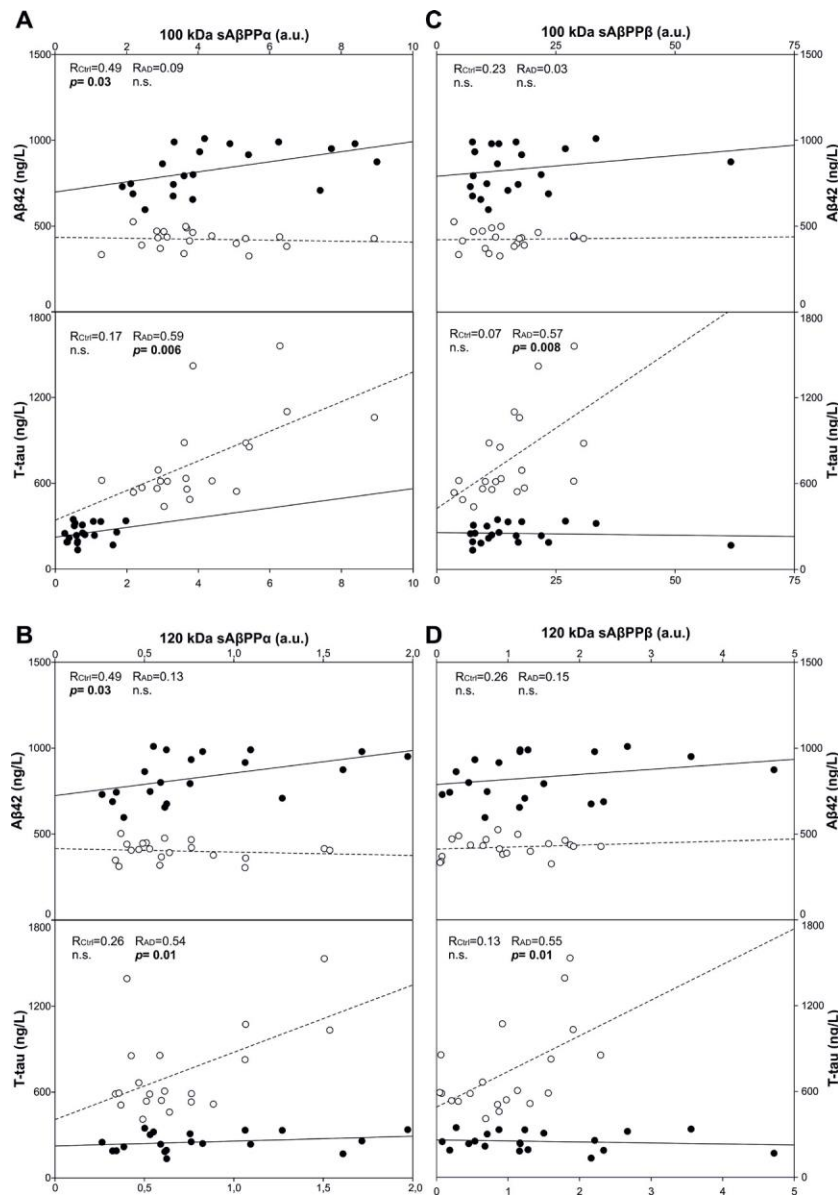 A
100 kDa sAβPPα (a.u.)
0 2 4 6 8 10
RCtrl=0.49 RAD=0.09
p= 0.03 n.s.
Aβ42 (ng/L)
RCtrl=0.17 RAD=0.59
n.s. p= 0.006
T-tau (ng/L)
0 2 4 6 8 10
C
100 kDa sAβPPβ (a.u.)
0 25 50 75
1500
RCtrl=0.23 RAD=0.03
n.s. n.s.
1000
Aβ42 (ng/L)
500
0
1800
RCtrl=0.07 RAD=0.57
n.s. p= 0.008
1200
T-tau (ng/L)
600
0
0 25 50 75
B
120 kDa sAβPPα (a.u.)
0 0,5 1,0 1,5 2,0
1500
RCtrl=0.49 RAD=0.13
p= 0.03 n.s.
1000
Aβ42 (ng/L)
500
0
1800
RCtrl=0.26 RAD=0.54
n.s. p= 0.01
1200
T-tau (ng/L)
600
0
0,0 0,5 1,0 1,5 2,0
D
120 kDa sAβPPβ (a.u.)
0 1 2 3 4 5
1500
RCtrl=0.26 RAD=0.15
n.s. n.s.
1000
Aβ42 (ng/L)
500
0
1800
RCtrl=0.13 RAD=0.55
n.s. p= 0.01
1200
T-tau (ng/L)
600
0
0 1 2 3 4 5